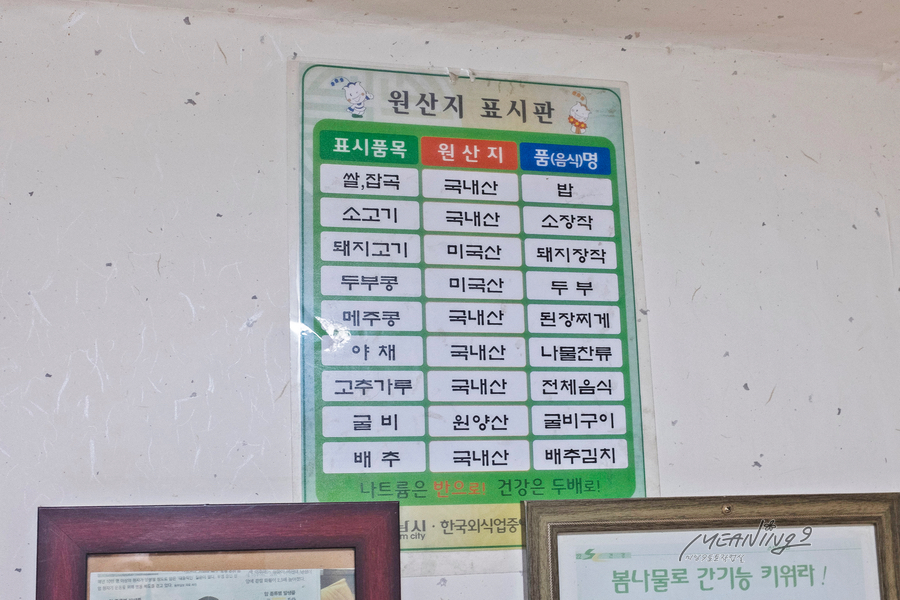 원산지 표시판
표시품목 원산지 품(음식)명
쌀,잡곡 국내산 밥
소고기 국내산 소장작
돼지고기 미국산 돼지장작
두부콩 미국산 두 부
메주콩 국내산 된장찌게
야 채 국내산 나물찬류
고추가루 국내산 전체음식
굴 비 원양산 굴비구이
배 추 국내산 배추김치
나트륨은 반으로! 건강은 두배로!
시 · 한국외식업중앙
m city
MEANING9
봄나물로 간기능 키워라!